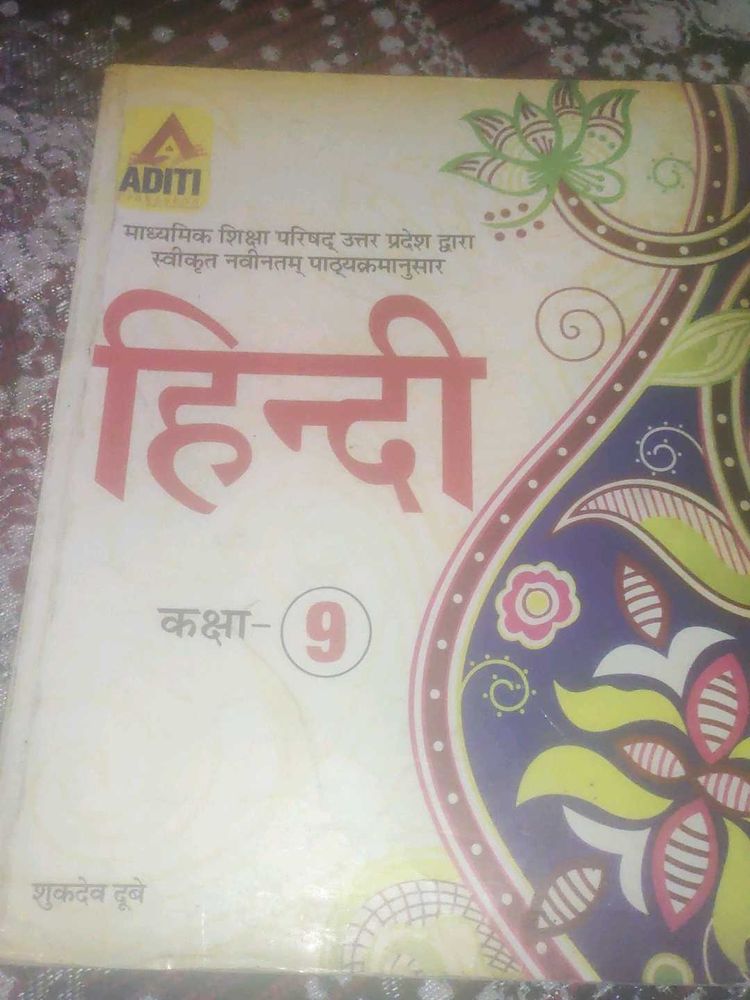 ADITI
माध्यमिक शिक्षा परिषद् उत्तर प्रदेश द्वारा
स्वीकृत नवीनतम् पाठ्यक्रमानुसार
हिन्दी
कक्षा- 9
शुकदेव दूबे